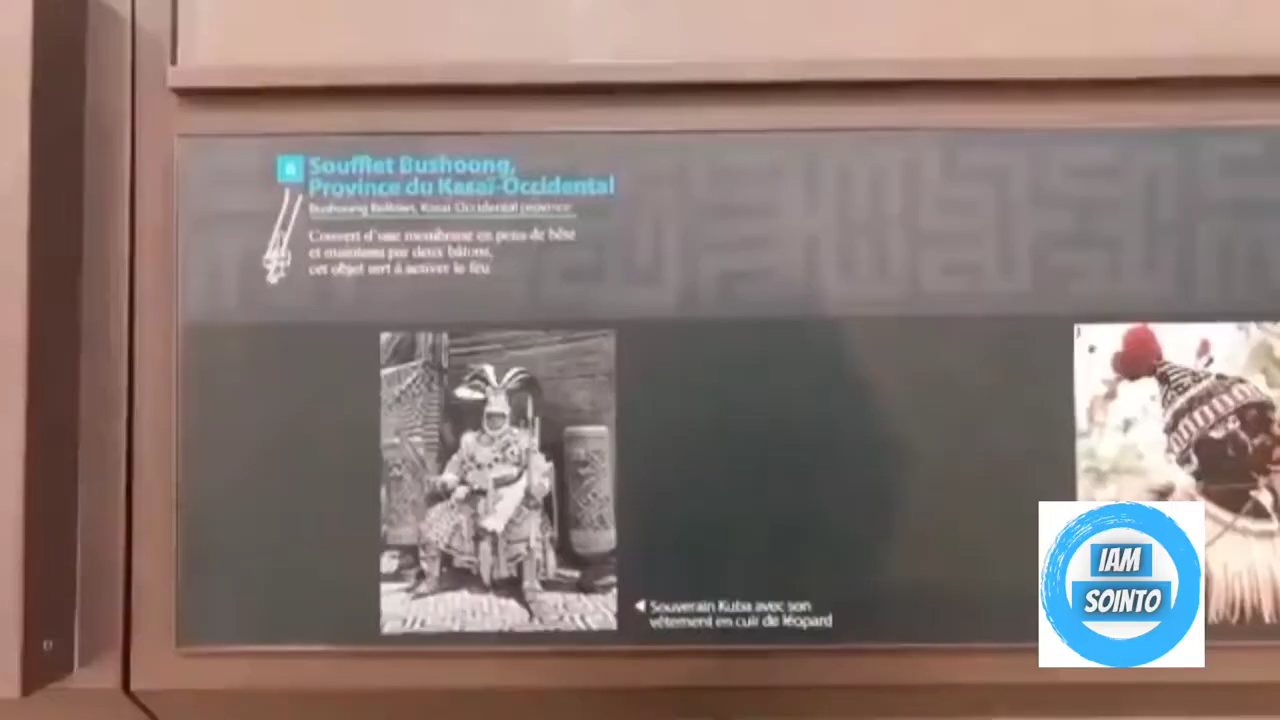 8
Soufflet Bushoong,
Province du Kasaï-Occidental
Bushoong Bellows, Kasai Occidental province
Couvert d'une membrane en peau de bête
et maintenu par deux bâtons,
cet objet sert à activer le feu
Souverain Kuba avec son
vêtement en cuir de léopard
IAM
SOINTO